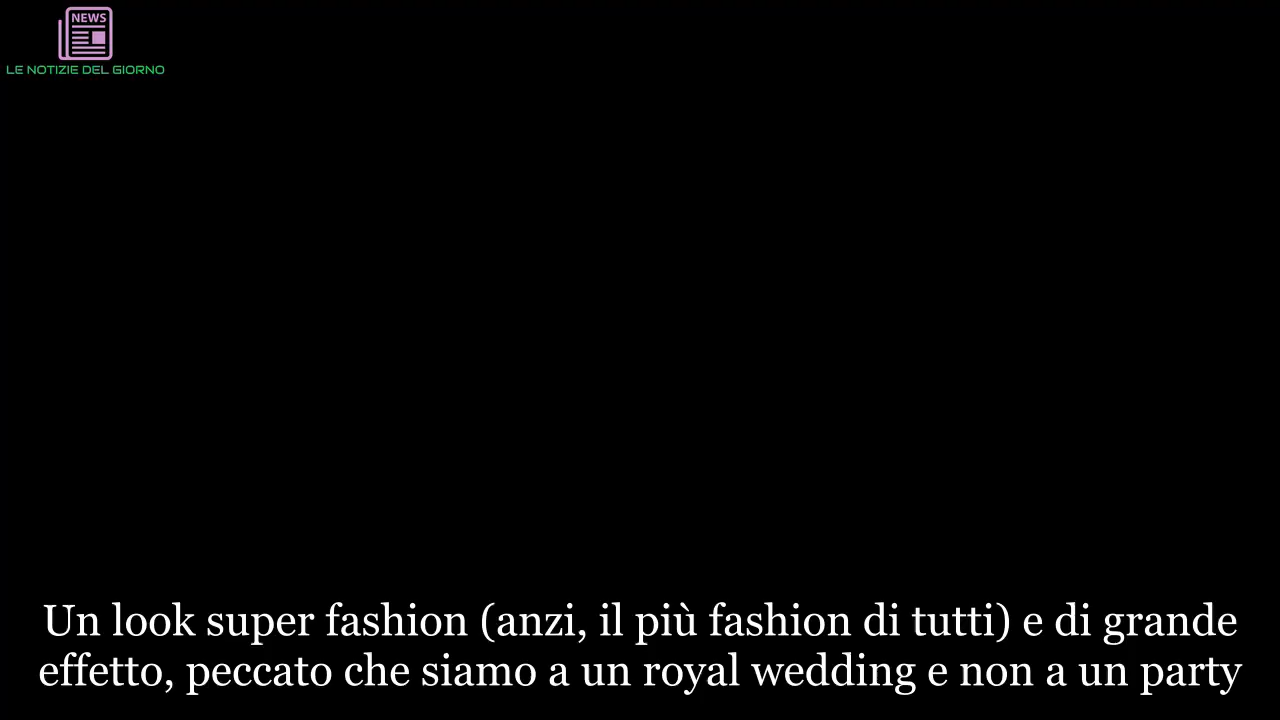 NEWS
LE NOTIZIE DEL GIORNO
Un look super fashion (anzi, il più fashion di tutti) e di grande
effetto, peccato che siamo a un royal wedding e non a un party